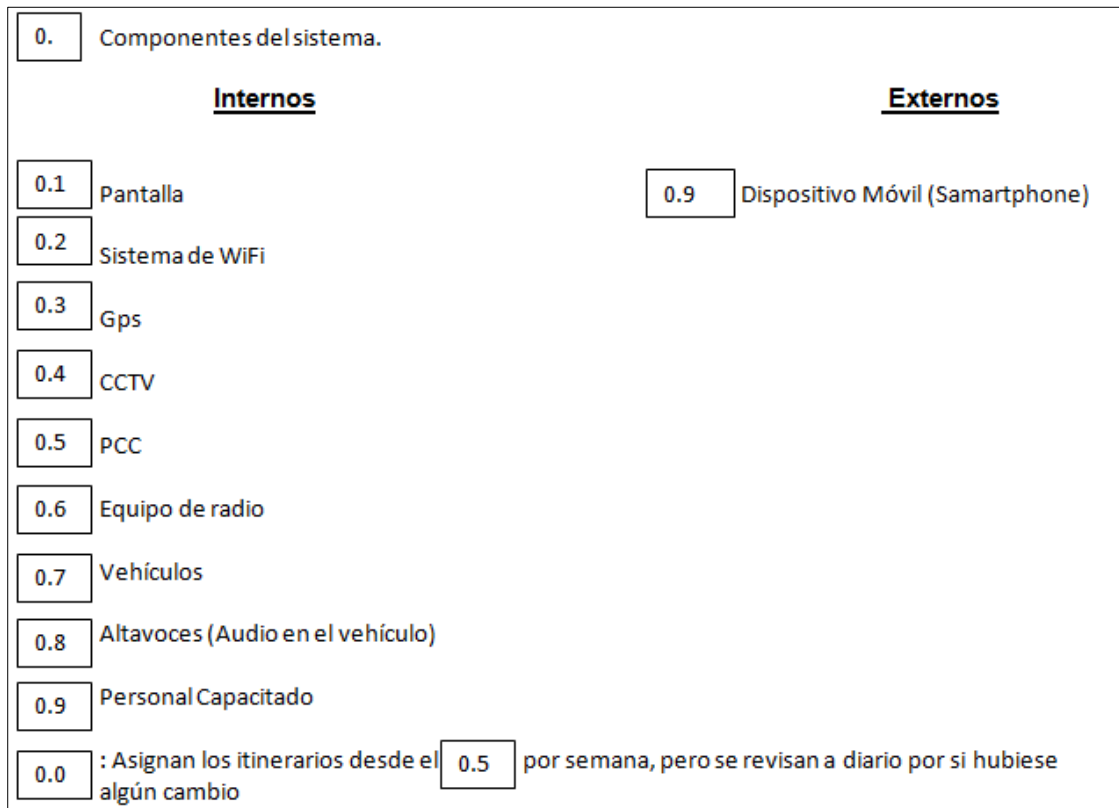 0. Componentes del sistema.
Internos Externos
0.1 Pantalla 0.9 Dispositivo Móvil (Samartphone)
0.2 Sistema de WiFi
0.3 Gps
0.4 CCTV
0.5 PCC
0.6 Equipo de radio
0.7 Vehículos
0.8 Altavoces (Audio en el vehículo)
0.9 Personal Capacitado
0.0 : Asignan los itinerarios desde el 0.5 por semana, pero se revisan a diario por si hubiese
algún cambio